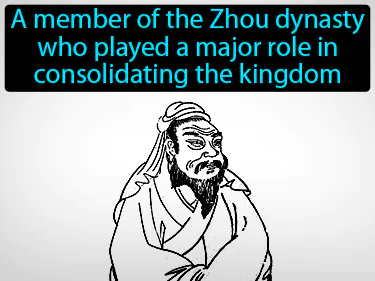 A member of the Zhou dynasty
who played a major role in
consolidating the kingdom